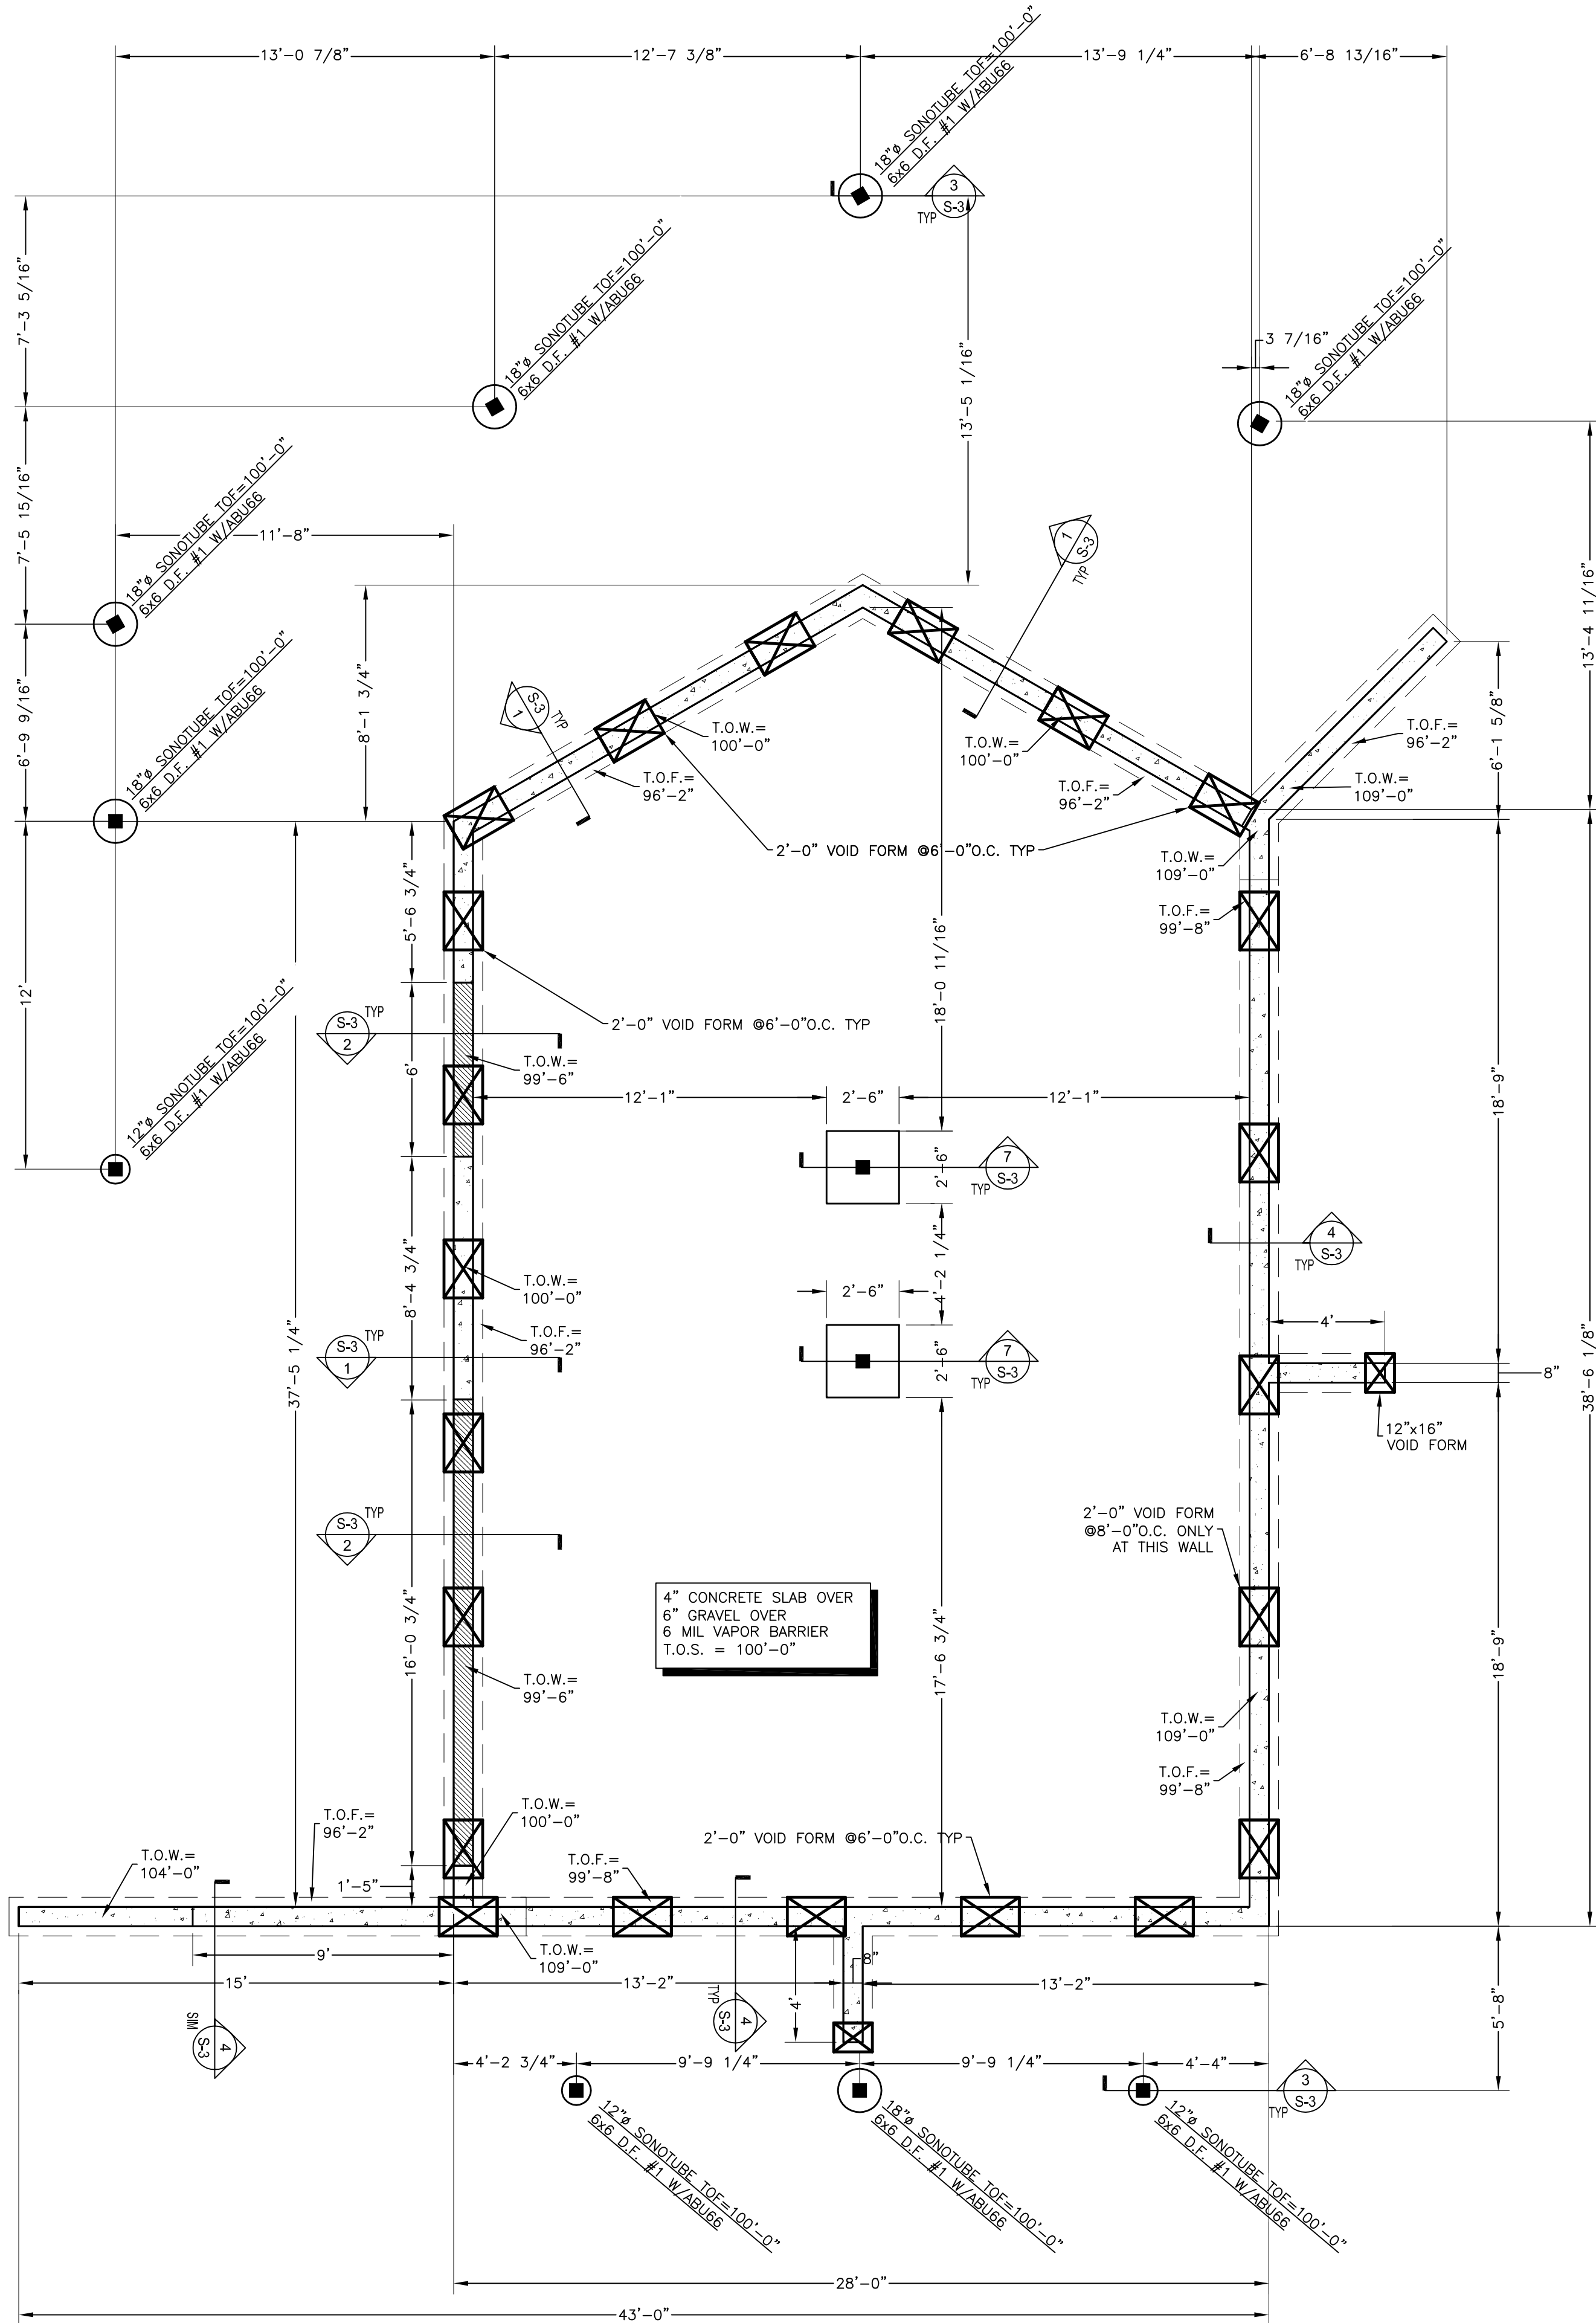 13'-0 7/8"
12'-7 3/8"
13'-9 1/4"
6'-8 13/16"
18"ø SONOTUBE TOF=100'-0"
6x6 D.F. #1 W/ABU66
3
S-3
TYP
7'-3 5/16"
18"ø SONOTUBE TOF=100'-0"
6x6 D.F. #1 W/ABU66
13'-5 1/16"
18"ø SONOTUBE TOF=100'-0"
6x6 D.F. #1 W/ABU66
3 7/16"
7'-5 15/16"
18"ø SONOTUBE TOF=100'-0"
6x6 D.F. #1 W/ABU66
11'-8"
1
S-3
TYP
13'-4 11/16"
6'-9 9/16"
18"ø SONOTUBE TOF=100'-0"
6x6 D.F. #1 W/ABU66
8'-1 3/4"
S-3
1
TYP
T.O.W.=
100'-0"
T.O.F.=
96'-2"
T.O.W.=
100'-0"
T.O.F.=
96'-2"
T.O.F.=
96'-2"
T.O.W.=
109'-0"
6'-1 5/8"
2'-0" VOID FORM @6'-0"O.C. TYP
T.O.W.=
109'-0"
T.O.F.=
99'-8"
5'-6 3/4"
18'-0 11/16"
12'
12"ø SONOTUBE TOF=100'-0"
6x6 D.F. #1 W/ABU66
2'-0" VOID FORM @6'-0"O.C. TYP
S-3
2
TYP
6'
T.O.W.=
99'-6"
12'-1"
2'-6"
12'-1"
18'-9"
2'-6"
7
S-3
TYP
8'-4 3/4"
T.O.W.=
100'-0"
4'-2 1/4"
2'-6"
4
S-3
TYP
37'-5 1/4"
S-3
1
TYP
T.O.F.=
96'-2"
2'-6"
7
S-3
TYP
4'
8"
38'-6 1/8"
12"x16"
VOID FORM
S-3
2
TYP
2'-0" VOID FORM
@8'-0"O.C. ONLY
AT THIS WALL
16'-0 3/4"
4" CONCRETE SLAB OVER
6" GRAVEL OVER
6 MIL VAPOR BARRIER
T.O.S. = 100'-0"
17'-6 3/4"
18'-9"
T.O.W.=
99'-6"
T.O.W.=
109'-0"
T.O.F.=
99'-8"
T.O.W.=
100'-0"
T.O.F.=
96'-2"
2'-0" VOID FORM @6'-0"O.C. TYP
T.O.W.=
104'-0"
1'-5"
T.O.F.=
99'-8"
9'
T.O.W.=
109'-0"
8"
15'
13'-2"
13'-2"
4'
5'-8"
SIM
4
S-3
TYP
4
S-3
4'-2 3/4"
9'-9 1/4"
9'-9 1/4"
4'-4"
3
S-3
TYP
12"ø SONOTUBE TOF=100'-0"
6x6 D.F. #1 W/ABU66
18"ø SONOTUBE TOF=100'-0"
6x6 D.F. #1 W/ABU66
12"ø SONOTUBE TOF=100'-0"
6x6 D.F. #1 W/ABU66
28'-0"
43'-0"